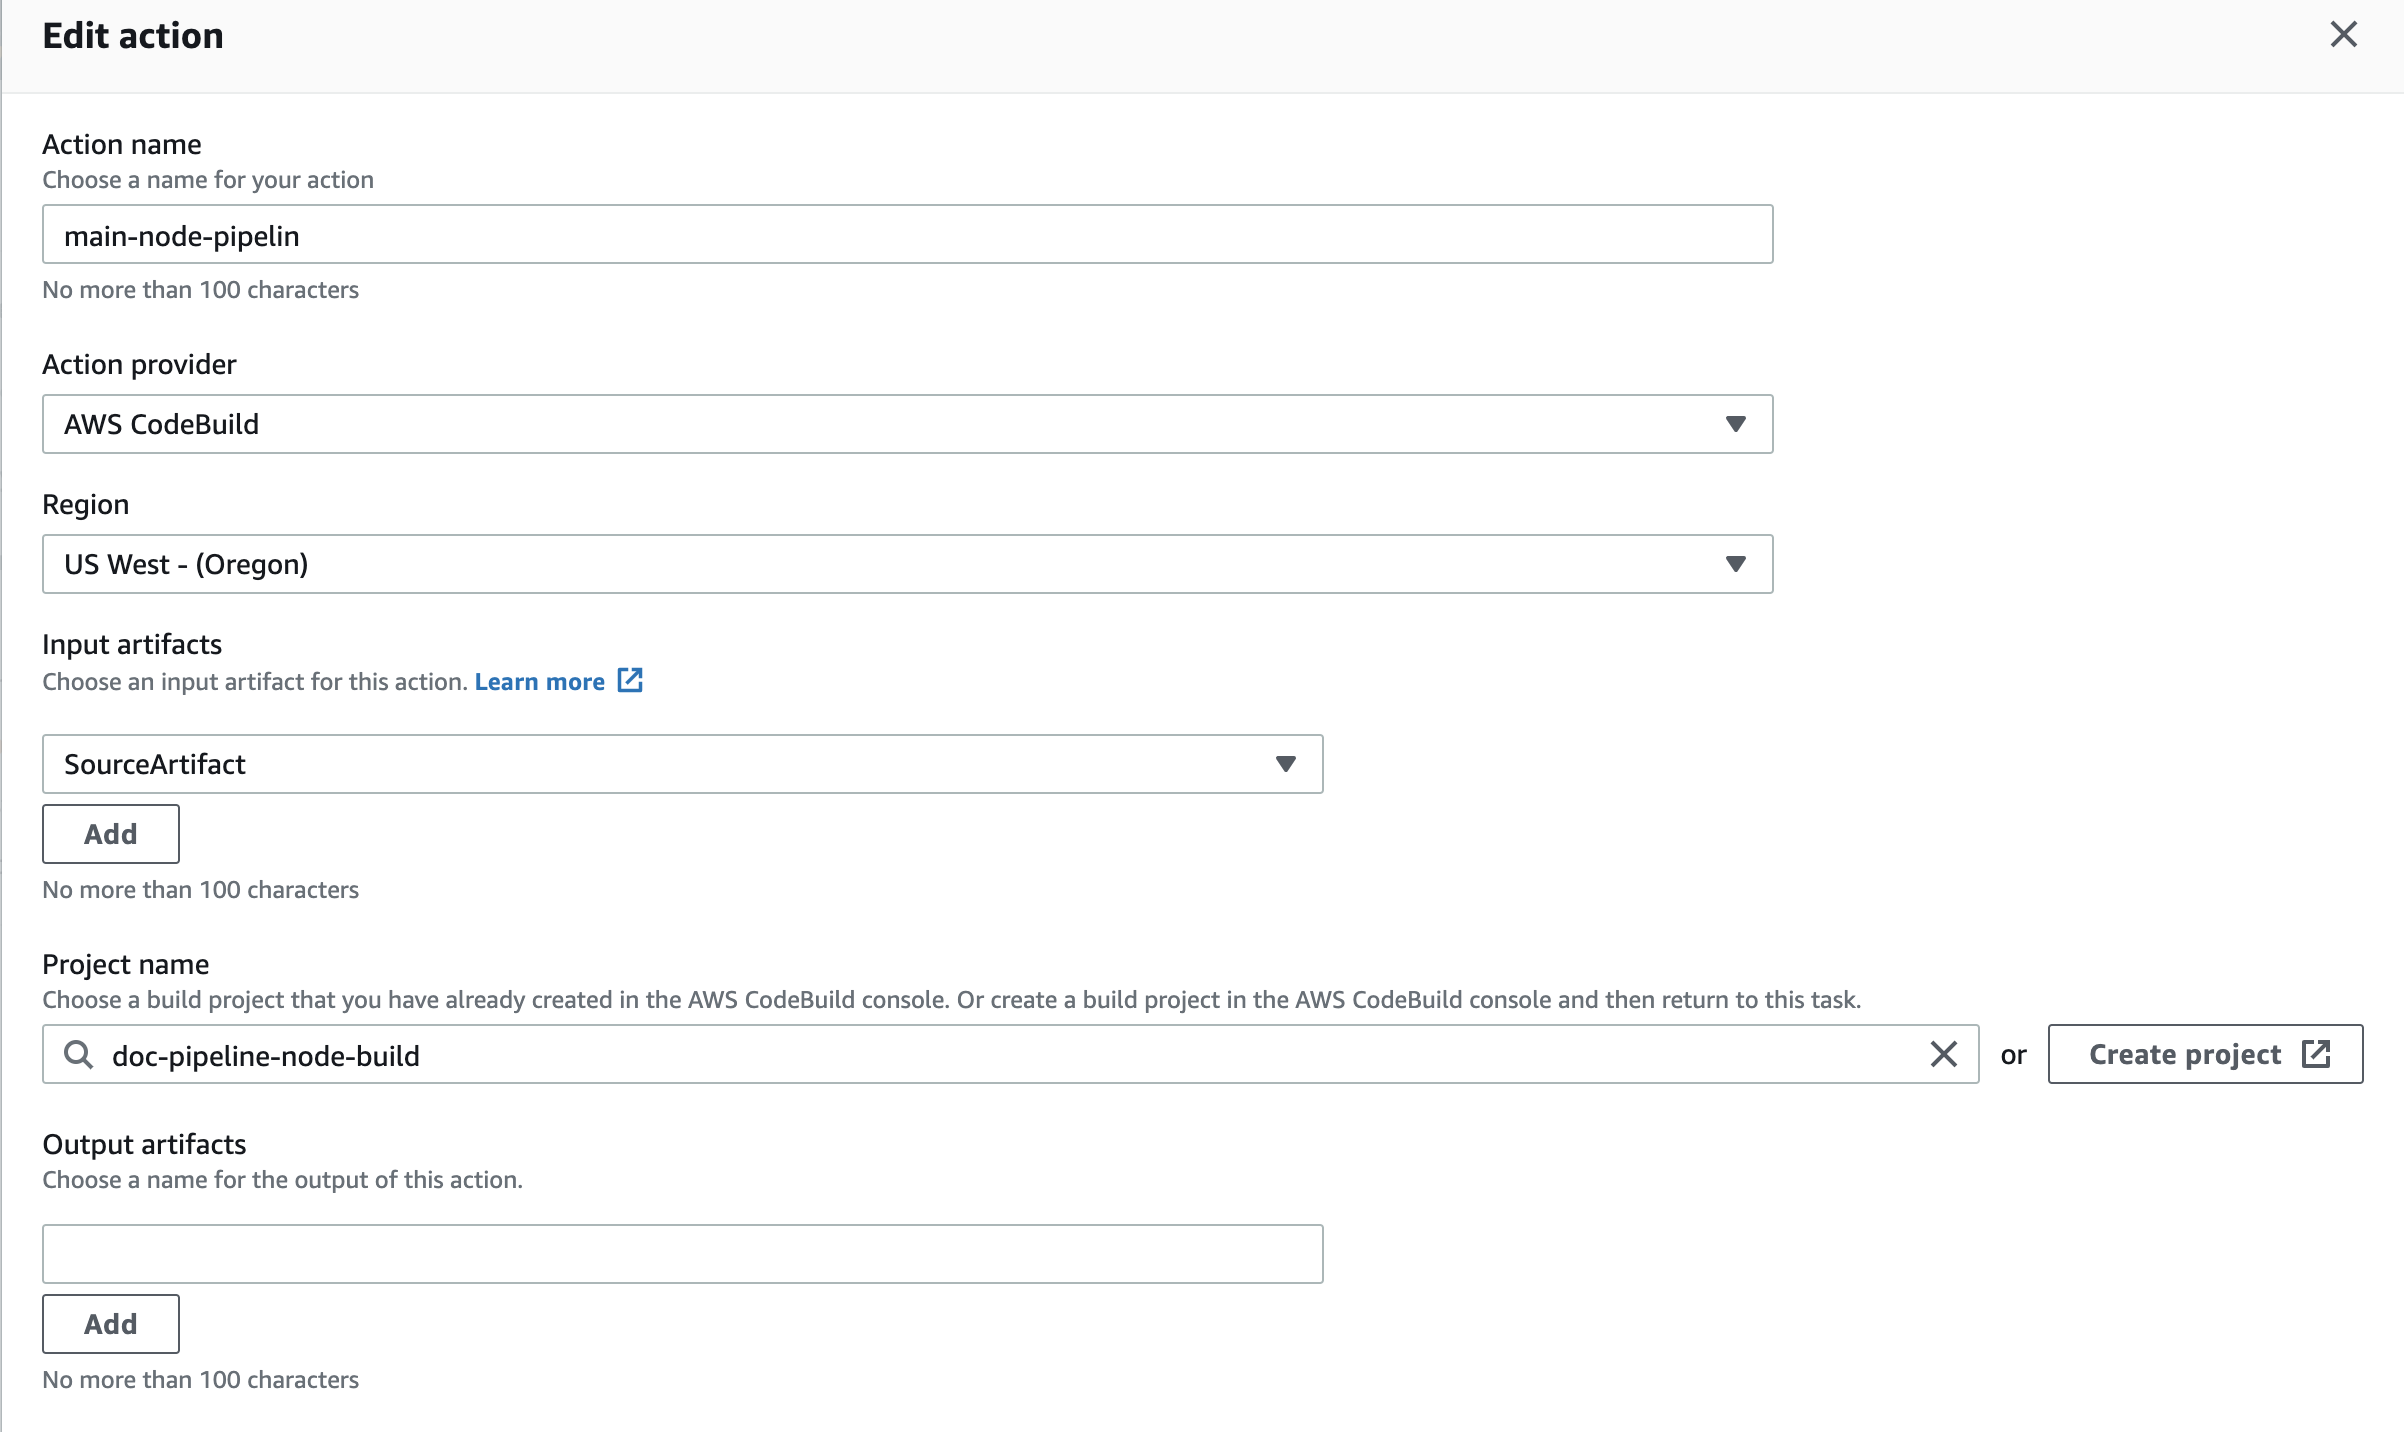 Edit action
Action name
Choose a name for your action
main-node-pipelin
No more than 100 characters
Action provider
AWS CodeBuild
Region
US West - (Oregon)
Input artifacts
Choose an input artifact for this action. Learn more
SourceArtifact
Add
No more than 100 characters
Project name
Choose a build project that you have already created in the AWS CodeBuild console. Or create a build project in the AWS CodeBuild console and then return to this task.
doc-pipeline-node-build or Create project
Output artifacts
Choose a name for the output of this action.
Add
No more than 100 characters